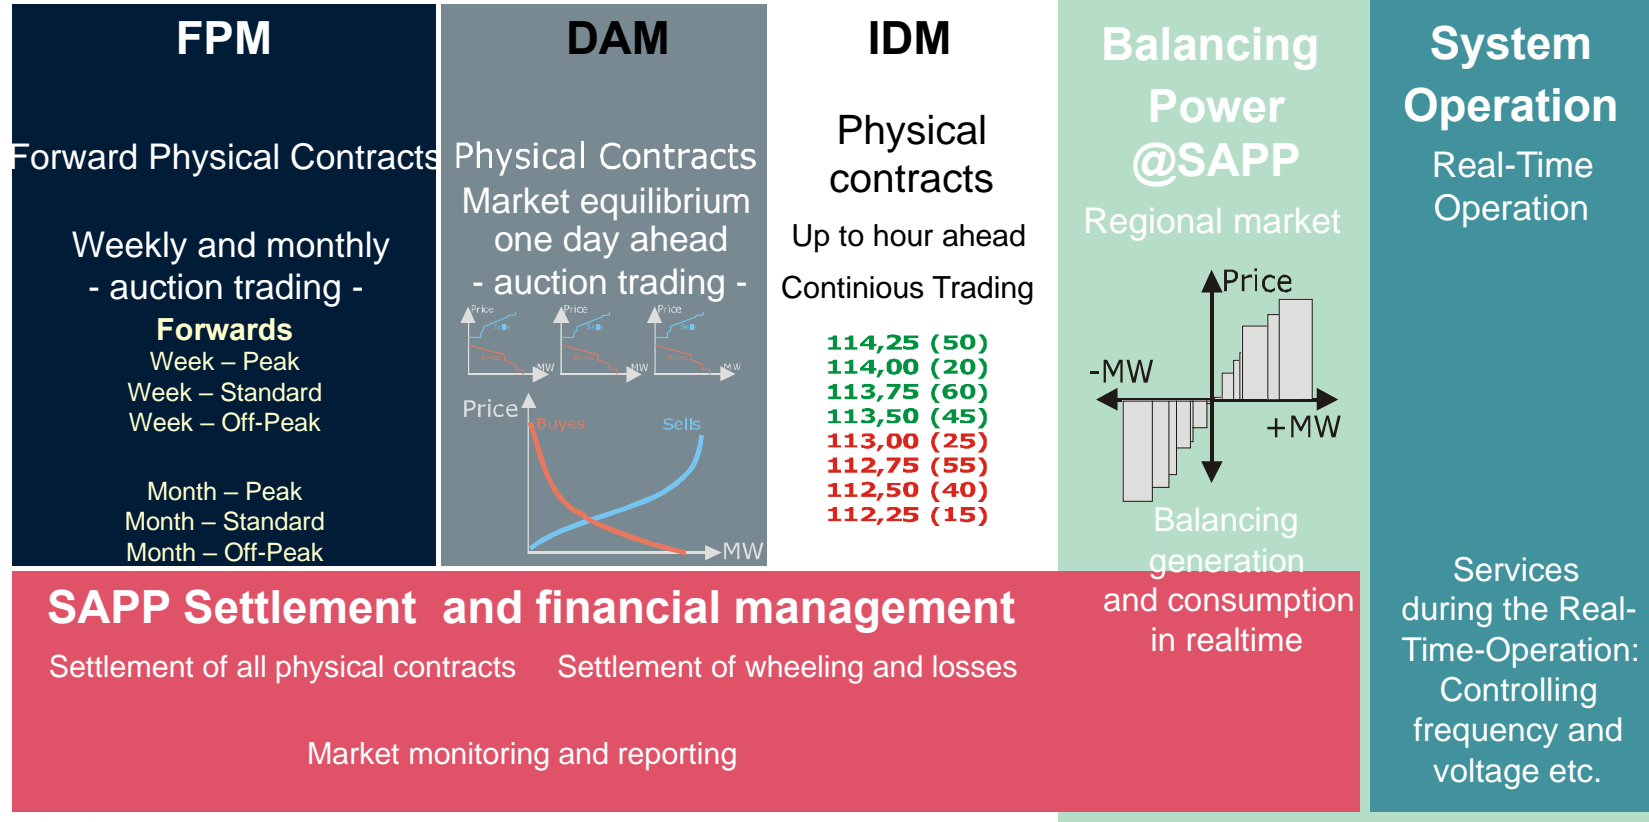 FPM
Forward Physical Contracts
Weekly and monthly
- auction trading -
Forwards
Week – Peak
Week – Standard
Week – Off-Peak
Month – Peak
Month – Standard
Month – Off-Peak
DAM
Physical Contracts
Market equilibrium
one day ahead
- auction trading -
Price
MW
Price
MW
Price
MW
Price
Buyes
Sells
MW
IDM
Physical
contracts
Up to hour ahead
Continious Trading
114,25 (50)
114,00 (20)
113,75 (60)
113,50 (45)
113,00 (25)
112,75 (55)
112,50 (40)
112,25 (15)
Balancing
Power
@SAPP
Regional market
Price
-MW
+MW
Balancing
generation
and consumption
in realtime
System
Operation
Real-Time
Operation
Services
during the Real-
Time-Operation:
Controlling
frequency and
voltage etc.
SAPP Settlement and financial management
Settlement of all physical contracts Settlement of wheeling and losses
Market monitoring and reporting